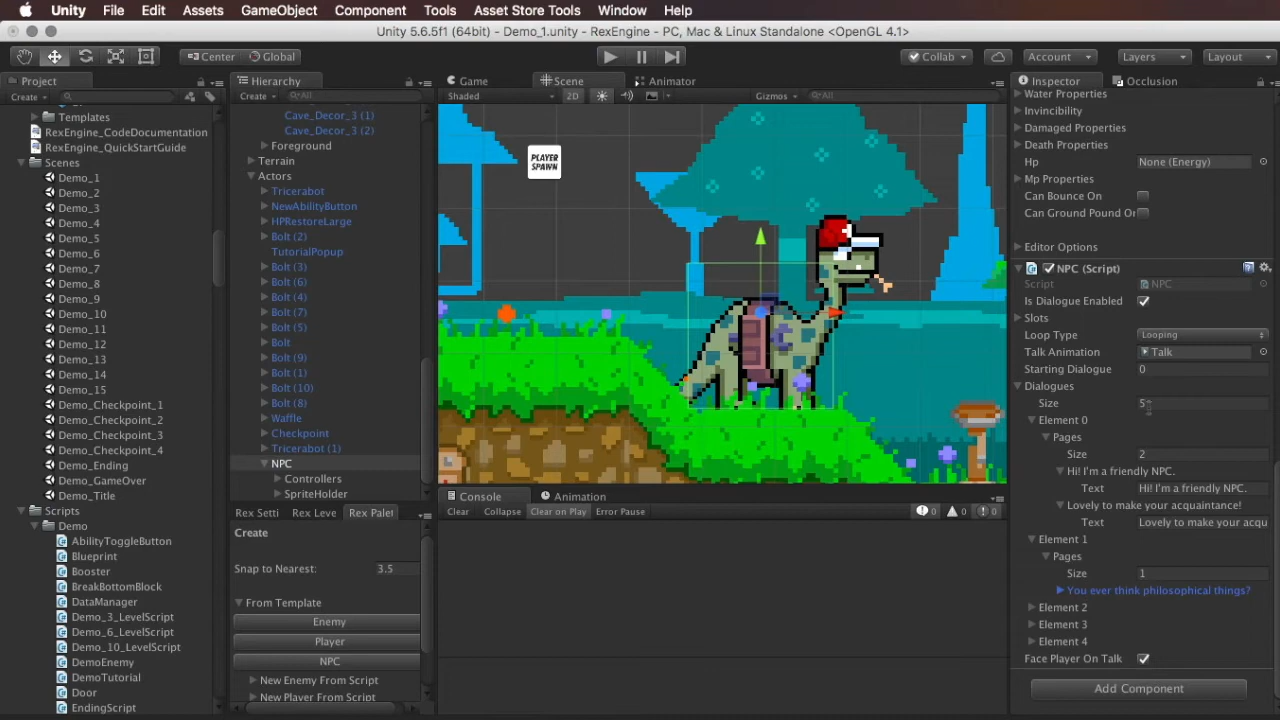 Unity File Edit Assets GameObject Component Tools Asset Store Tools Window Help
Unity 5.6.5f1 (64bit) - Demo_1.unity - RexEngine - PC, Mac & Linux Standalone <OpenGL 4.1>
Center Global Collab Account Layers Layout
Project
Create
Templates
RexEngine_CodeDocumentation
RexEngine_QuickStartGuide
Scenes
Demo_1
Demo_2
Demo_3
Demo_4
Demo_5
Demo_6
Demo_7
Demo_8
Demo_9
Demo_10
Demo_11
Demo_12
Demo_13
Demo_14
Demo_15
Demo_Checkpoint_1
Demo_Checkpoint_2
Demo_Checkpoint_3
Demo_Checkpoint_4
Demo_Ending
Demo_GameOver
Demo_Title
Scripts
Demo
AbilityToggleButton
Blueprint
Booster
BreakBottomBlock
DataManager
Demo_3_LevelScript
Demo_6_LevelScript
Demo_10_LevelScript
DemoEnemy
DemoTutorial
Door
EndingScript
Hierarchy
Create All
Cave_Decor_3 (1)
Cave_Decor_3 (2)
Foreground
Terrain
Actors
Tricerabot
NewAbilityButton
HPRestoreLarge
Bolt (2)
TutorialPopup
Bolt (3)
Bolt (6)
Bolt (4)
Bolt (7)
Bolt (5)
Bolt
Bolt (9)
Bolt (1)
Bolt (10)
Bolt (8)
Waffle
Checkpoint
Tricerabot (1)
NPC
Controllers
SpriteHolder
Rex Setti Rex Leve Rex Palet
Create
Snap to Nearest: 3.5
From Template
Enemy
Player
NPC
New Enemy From Script
New Player From Script
Game Scene Animator
Shaded 2D Gizmos All
PLAYER
SPAWN
Console Animation
Clear Collapse Clear on Play Error Pause 0 0 0
Inspector Occlusion
Water Properties
Invincibility
Damaged Properties
Death Properties
Hp None (Energy)
Mp Properties
Can Bounce On
Can Ground Pound Or
Editor Options
NPC (Script)
Script NPC
Is Dialogue Enabled
Slots
Loop Type Looping
Talk Animation Talk
Starting Dialogue 0
Dialogues
Size 5
Element 0
Pages
Size 2
Hi! I'm a friendly NPC.
Text Hi! I'm a friendly NPC.
Lovely to make your acquaintance!
Text Lovely to make your acqu
Element 1
Pages
Size 1
You ever think philosophical things?
Element 2
Element 3
Element 4
Face Player On Talk
Add Component